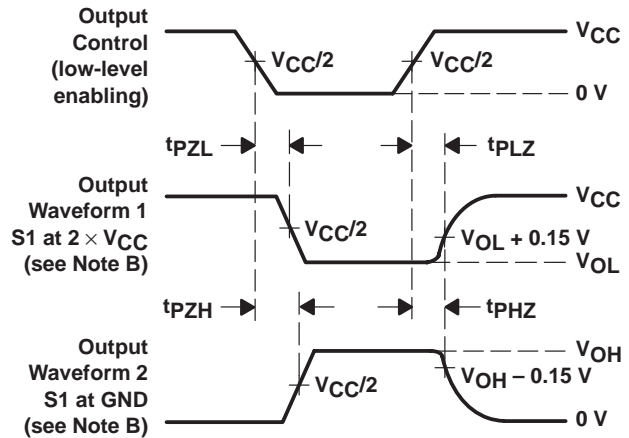 Output
Control
(low-level
enabling)
VCC/2
VCC/2
VCC
0 V
tPZL
tPLZ
Output
Waveform 1
S1 at 2 × VCC
(see Note B)
VCC/2
VCC
VOL + 0.15 V
VOL
tPZH
tPHZ
Output
Waveform 2
S1 at GND
(see Note B)
VCC/2
VOH
VOH – 0.15 V
0 V